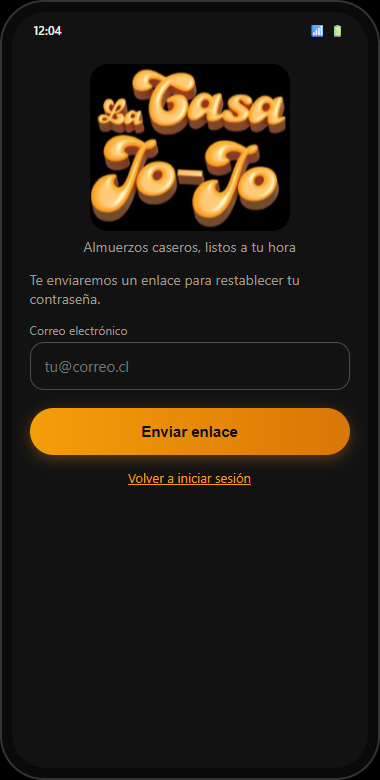 12:04
La Casa
Jo-Jo
Almuerzos caseros, listos a tu hora
Te enviaremos un enlace para restablecer tu
contraseña.
Correo electrónico
tu@correo.cl
Enviar enlace
Volver a iniciar sesión